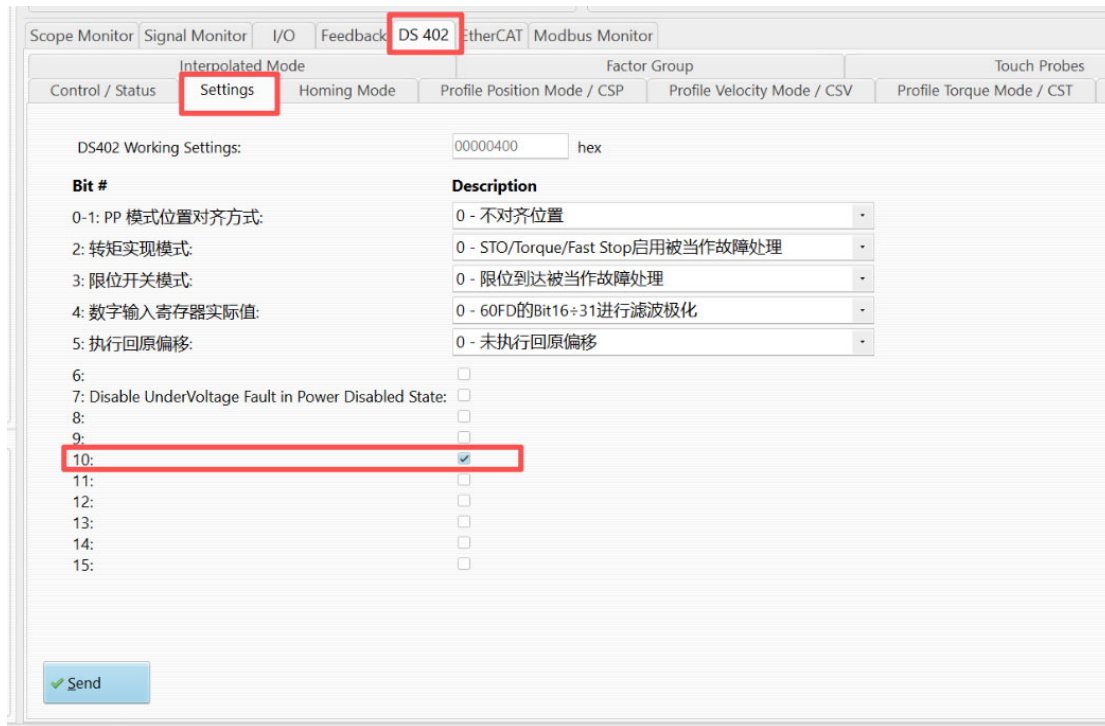 Scope Monitor Signal Monitor I/O Feedback DS 402 EtherCAT Modbus Monitor
Interpolated Mode Factor Group Touch Probes
Control / Status Settings Homing Mode Profile Position Mode / CSP Profile Velocity Mode / CSV Profile Torque Mode / CST
DS402 Working Settings: 00000400 hex
Bit # Description
0-1: PP 模式位置对齐方式: 0 - 不对齐位置
2: 转矩实现模式: 0 - STO/Torque/Fast Stop启用被当作故障处理
3: 限位开关模式: 0 - 限位到达被当作故障处理
4: 数字输入寄存器实际值: 0 - 60FD的Bit16÷31进行滤波极化
5: 执行回原偏移: 0 - 未执行回原偏移
6:
7: Disable UnderVoltage Fault in Power Disabled State:
8:
9:
10:
11:
12:
13:
14:
15:
Send